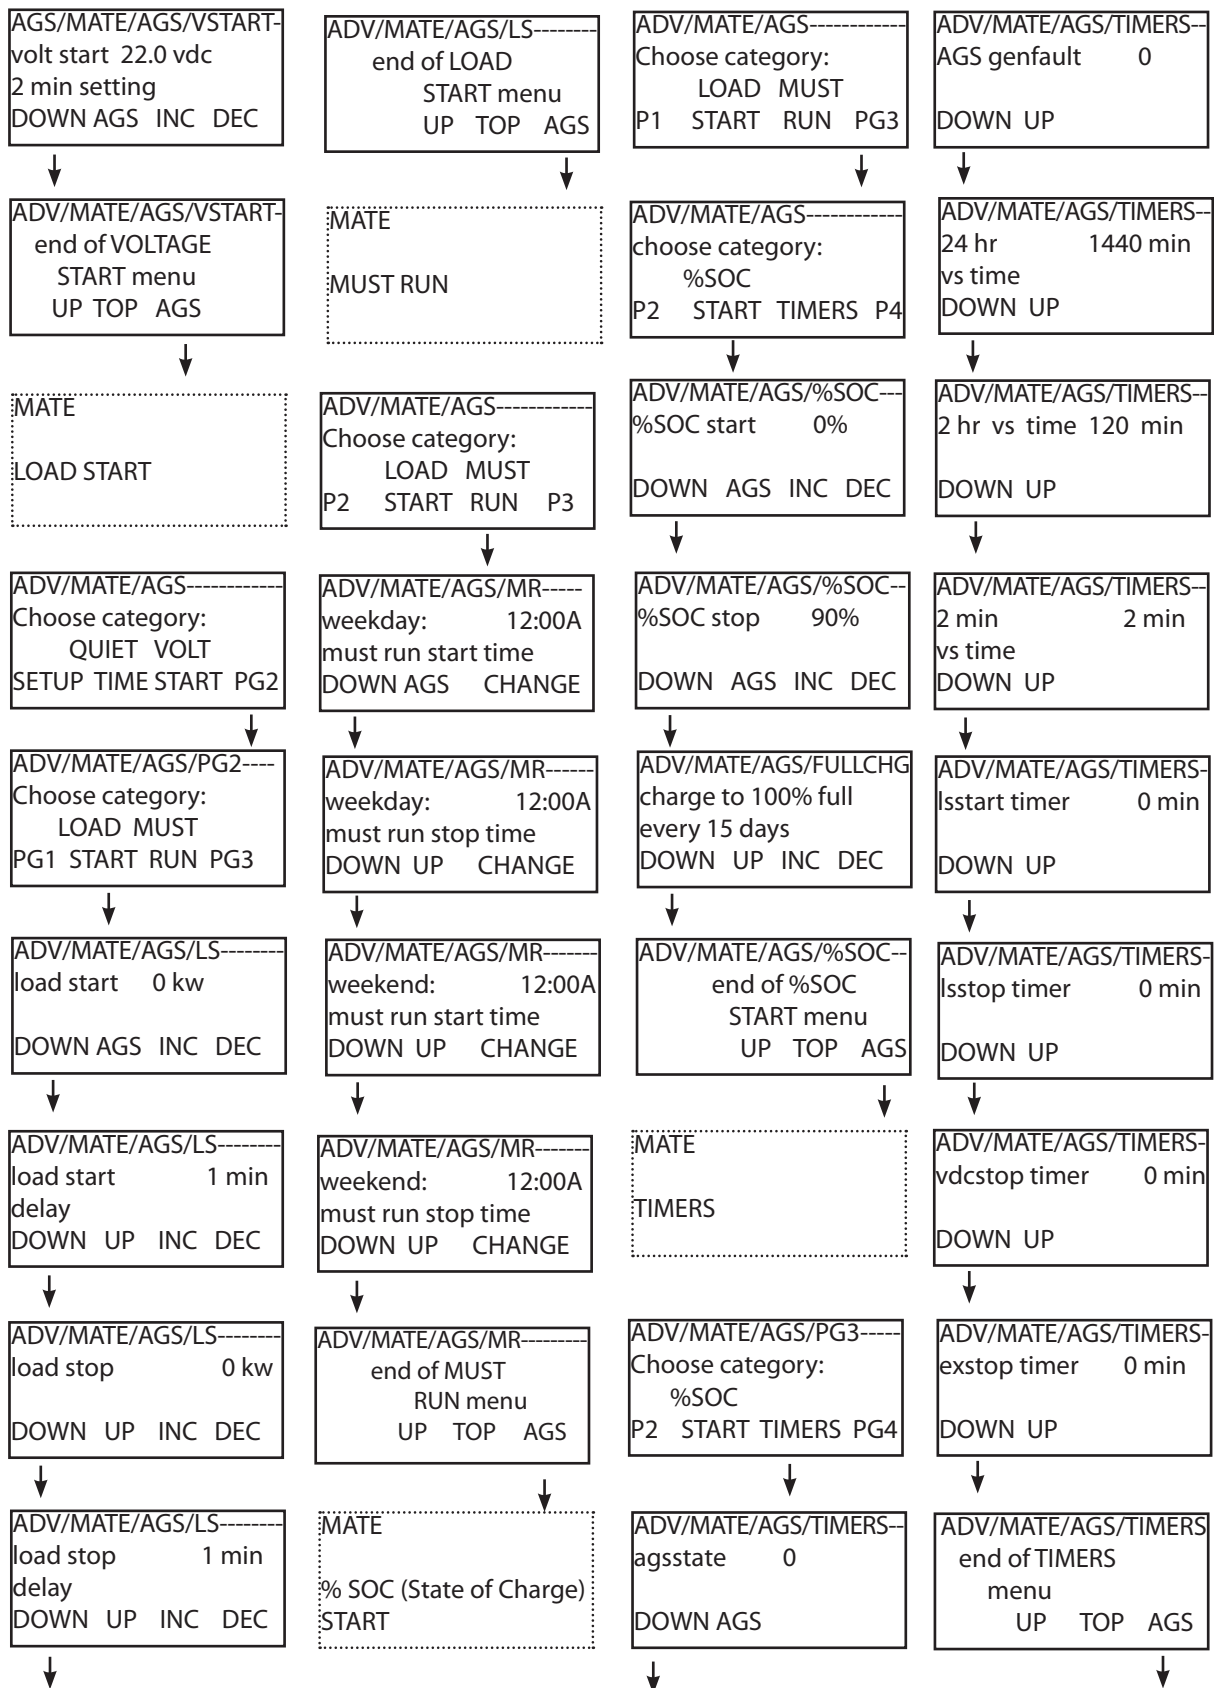 AGS/MATE/AGS/VSTART-
volt start 22.0 vdc
2 min setting
DOWN AGS INC DEC
ADV/MATE/AGS/VSTART-
end of VOLTAGE
START menu
UP TOP AGS
MATE
LOAD START
ADV/MATE/AGS------------
Choose category:
QUIET VOLT
SETUP TIME START PG2
ADV/MATE/AGS/PG2----
Choose category:
LOAD MUST
PG1 START RUN PG3
ADV/MATE/AGS/LS--------
load start 0 kw
DOWN AGS INC DEC
ADV/MATE/AGS/LS--------
load start 1 min
delay
DOWN UP INC DEC
ADV/MATE/AGS/LS--------
load stop 0 kw
DOWN UP INC DEC
ADV/MATE/AGS/LS--------
load stop 1 min
delay
DOWN UP INC DEC
ADV/MATE/AGS/LS--------
end of LOAD
START menu
UP TOP AGS
MATE
MUST RUN
ADV/MATE/AGS------------
Choose category:
LOAD MUST
P2 START RUN P3
ADV/MATE/AGS/MR-----
weekday: 12:00A
must run start time
DOWN AGS CHANGE
ADV/MATE/AGS/MR------
weekday: 12:00A
must run stop time
DOWN UP CHANGE
ADV/MATE/AGS/MR-------
weekend: 12:00A
must run start time
DOWN UP CHANGE
ADV/MATE/AGS/MR-------
weekend: 12:00A
must run stop time
DOWN UP CHANGE
ADV/MATE/AGS/MR---------
end of MUST
RUN menu
UP TOP AGS
MATE
% SOC (State of Charge)
START
ADV/MATE/AGS------------
Choose category:
LOAD MUST
P1 START RUN PG3
ADV/MATE/AGS------------
choose category:
%SOC
P2 START TIMERS P4
ADV/MATE/AGS/%SOC---
%SOC start 0%
DOWN AGS INC DEC
ADV/MATE/AGS/%SOC--
%SOC stop 90%
DOWN AGS INC DEC
ADV/MATE/AGS/FULLCHG
charge to 100% full
every 15 days
DOWN UP INC DEC
ADV/MATE/AGS/%SOC--
end of %SOC
START menu
UP TOP AGS
MATE
TIMERS
ADV/MATE/AGS/PG3-----
Choose category:
%SOC
P2 START TIMERS PG4
ADV/MATE/AGS/TIMERS--
agsstate 0
DOWN AGS
ADV/MATE/AGS/TIMERS--
AGS genfault 0
DOWN UP
ADV/MATE/AGS/TIMERS--
24 hr 1440 min
vs time
DOWN UP
ADV/MATE/AGS/TIMERS--
2 hr vs time 120 min
DOWN UP
ADV/MATE/AGS/TIMERS--
2 min 2 min
vs time
DOWN UP
ADV/MATE/AGS/TIMERS-
lsstart timer 0 min
DOWN UP
ADV/MATE/AGS/TIMERS-
lsstop timer 0 min
DOWN UP
ADV/MATE/AGS/TIMERS-
vdcstop timer 0 min
DOWN UP
ADV/MATE/AGS/TIMERS-
exstop timer 0 min
DOWN UP
ADV/MATE/AGS/TIMERS
end of TIMERS
menu
UP TOP AGS